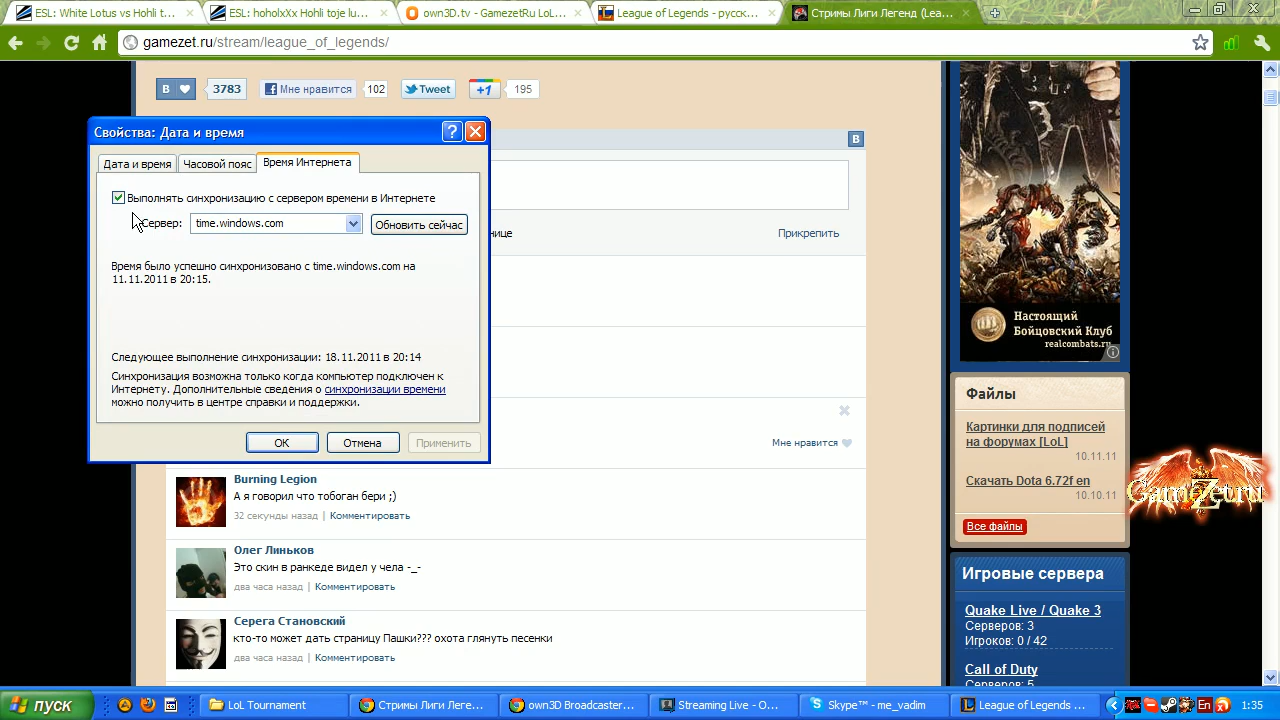 ESL: White Lotus vs Hohli t...
ESL: hoholxXx Hohli toje lu...
own3D.tv - GamezetRu LoL...
League of Legends - русск...
Стримы Лиги Легенд (Lea...
gamezet.ru/stream/league_of_legends/
В 3783
Мне нравится 102
Tweet
+1 195
Свойства: Дата и время
Дата и время
Часовой пояс
Время Интернета
Выполнять синхронизацию с сервером времени в Интернете
Сервер: time.windows.com
Обновить сейчас
Время было успешно синхронизовано с time.windows.com на
11.11.2011 в 20:15.
Следующее выполнение синхронизации: 18.11.2011 в 20:14
Синхронизация возможна только когда компьютер подключен к
Интернету. Дополнительные сведения о синхронизации времени
можно получить в центре справки и поддержки.
OK
Отмена
Применить
В
нице
Прикрепить
Мне нравится
Burning Legion
А я говорил что тобоган бери ;)
32 секунды назад | Комментировать
Олег Линьков
Это скин в ранкеде видел у чела -_-
два часа назад | Комментировать
Серега Становский
кто-то может дать страницу Пашки??? охота глянуть песенки
два часа назад | Комментировать
Настоящий
Бойцовский Клуб
realcombats.ru
Файлы
Картинки для подписей
на форумах [LoL]
10.11.11
Скачать Dota 6.72f en
10.10.11
Все файлы
GameZet.ru
Игровые сервера
Quake Live / Quake 3
Серверов: 3
Игроков: 0 / 42
Call of Duty
Серверов: 5
пуск
LoL Tournament
Стримы Лиги Леге...
own3D Broadcaster...
Streaming Live - O...
Skype™ - me_vadim
League of Legends ...
En
1:35